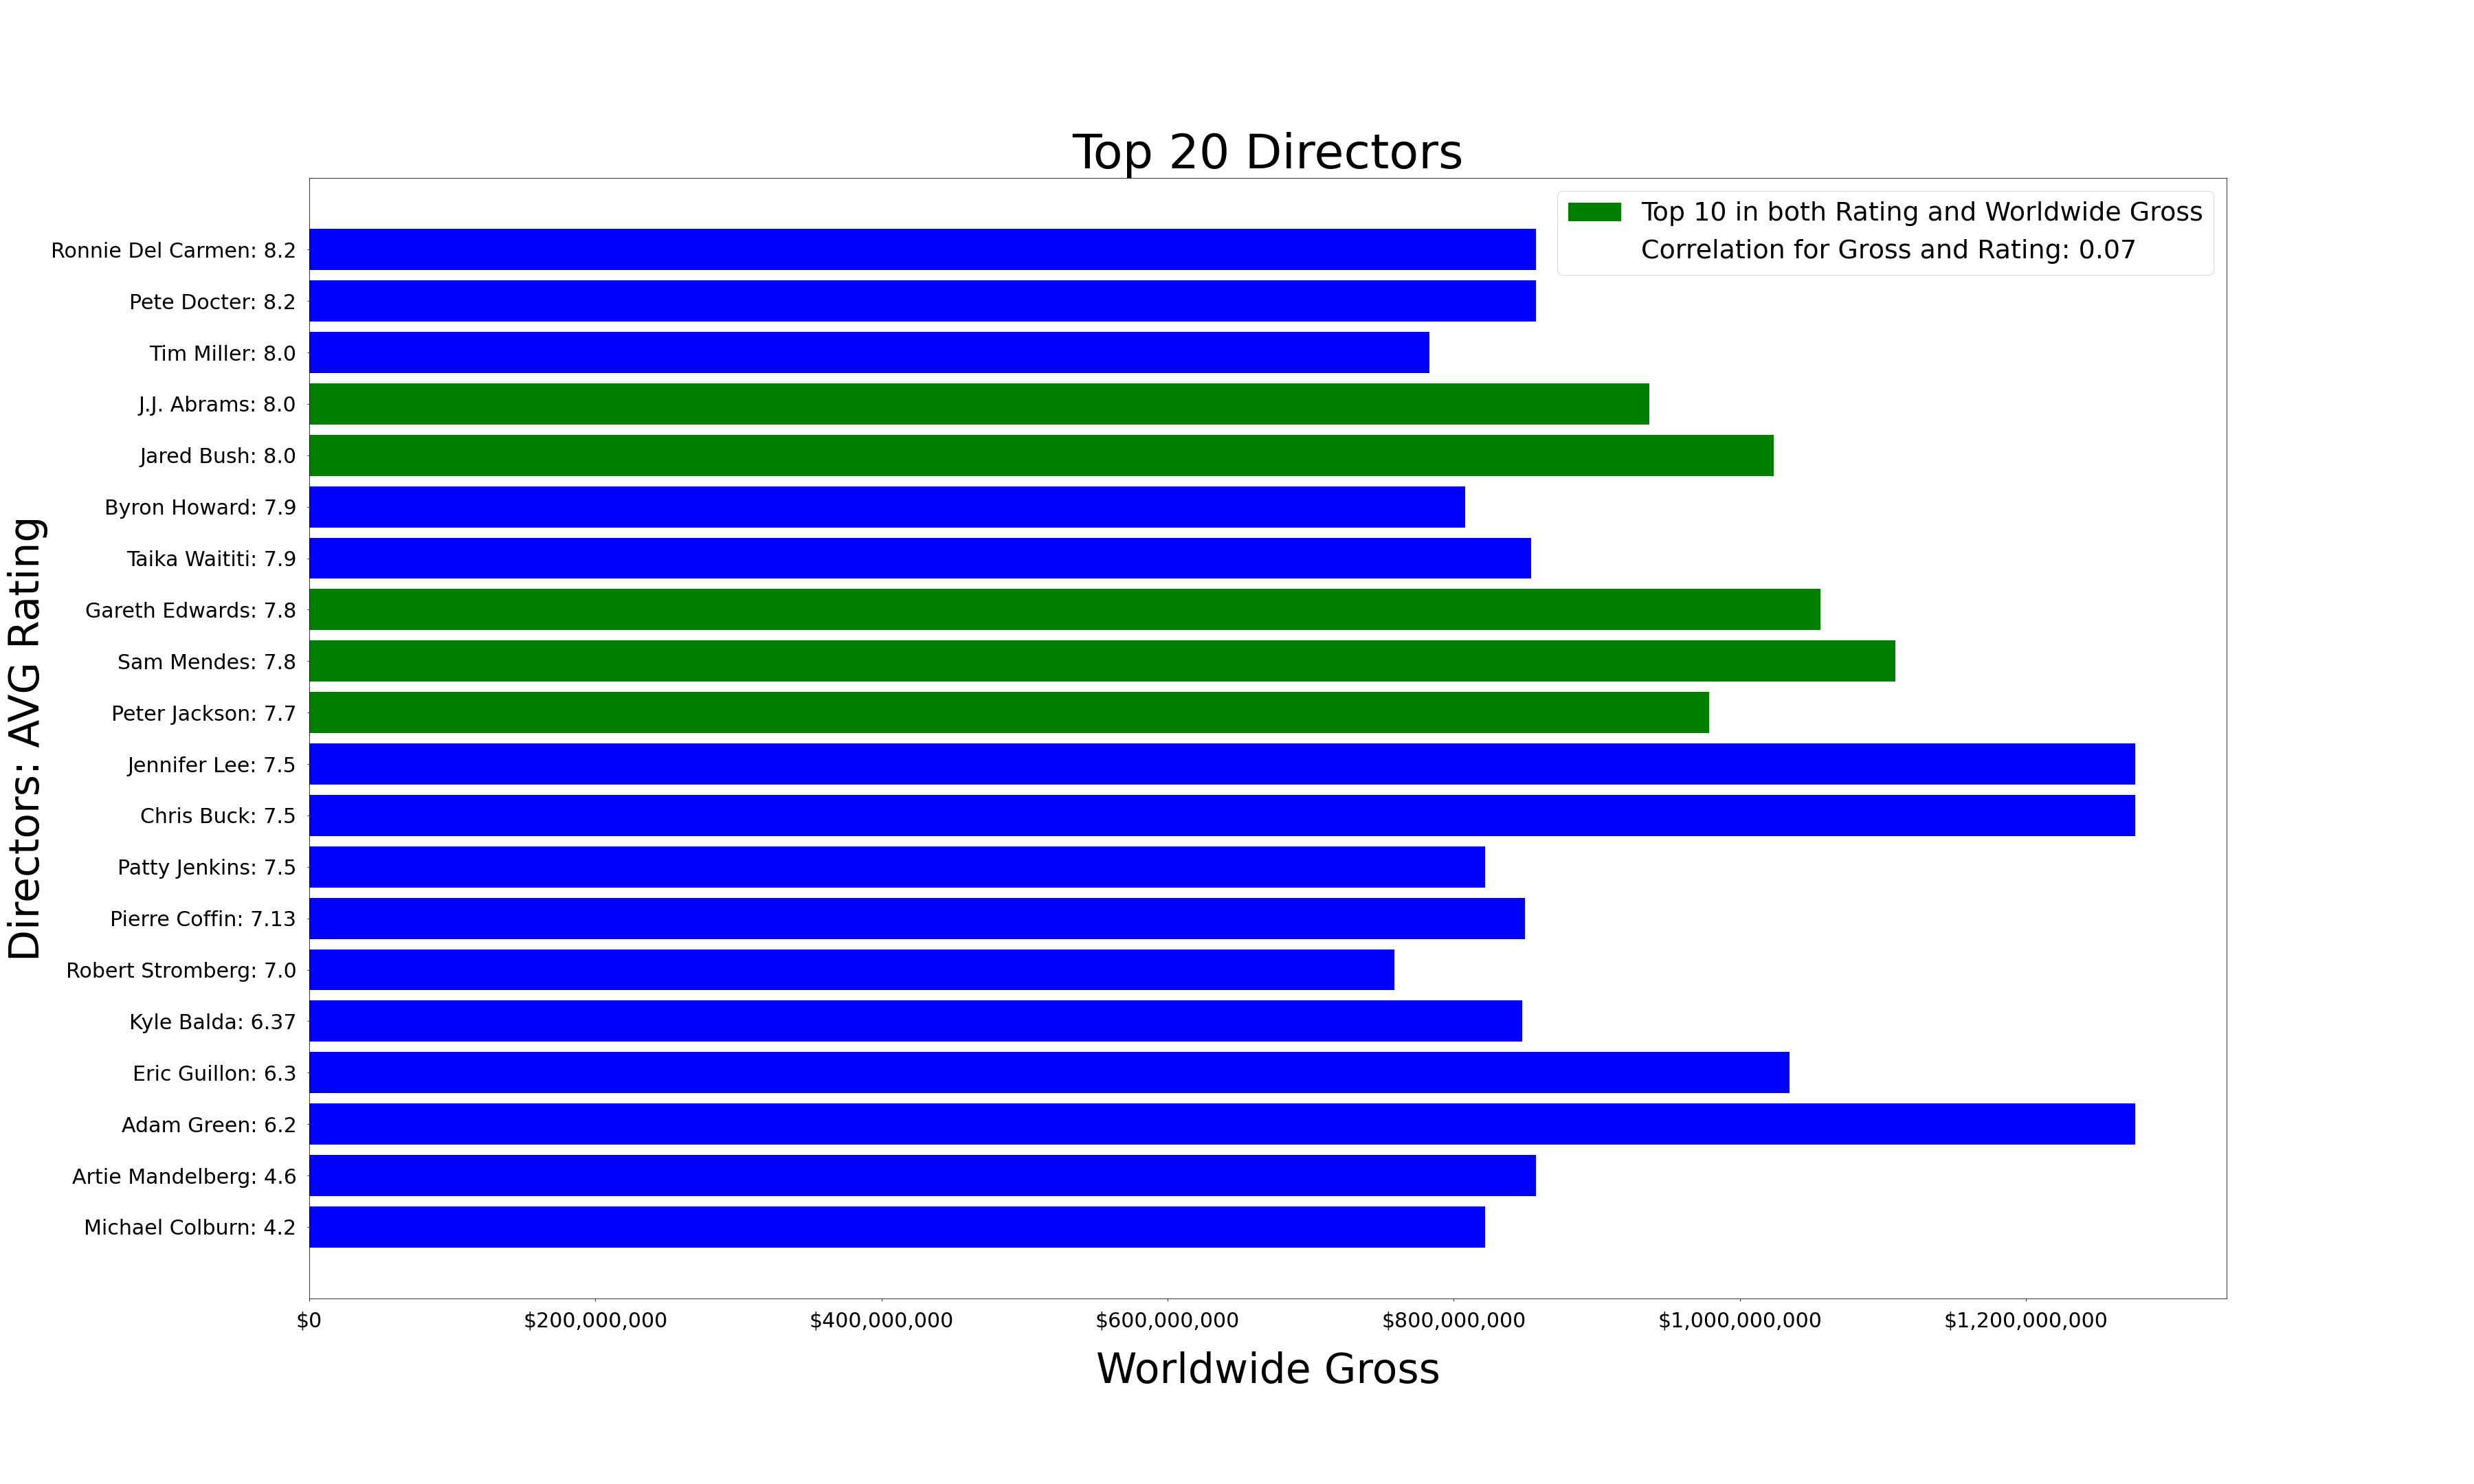 Top 20 Directors
Top 10 in both Rating and Worldwide Gross
Correlation for Gross and Rating: 0.07
Directors: AVG Rating
Ronnie Del Carmen: 8.2
Pete Docter: 8.2
Tim Miller: 8.0
J.J. Abrams: 8.0
Jared Bush: 8.0
Byron Howard: 7.9
Taika Waititi: 7.9
Gareth Edwards: 7.8
Sam Mendes: 7.8
Peter Jackson: 7.7
Jennifer Lee: 7.5
Chris Buck: 7.5
Patty Jenkins: 7.5
Pierre Coffin: 7.13
Robert Stromberg: 7.0
Kyle Balda: 6.37
Eric Guillon: 6.3
Adam Green: 6.2
Artie Mandelberg: 4.6
Michael Colburn: 4.2
$0 $200,000,000 $400,000,000 $600,000,000 $800,000,000 $1,000,000,000 $1,200,000,000
Worldwide Gross